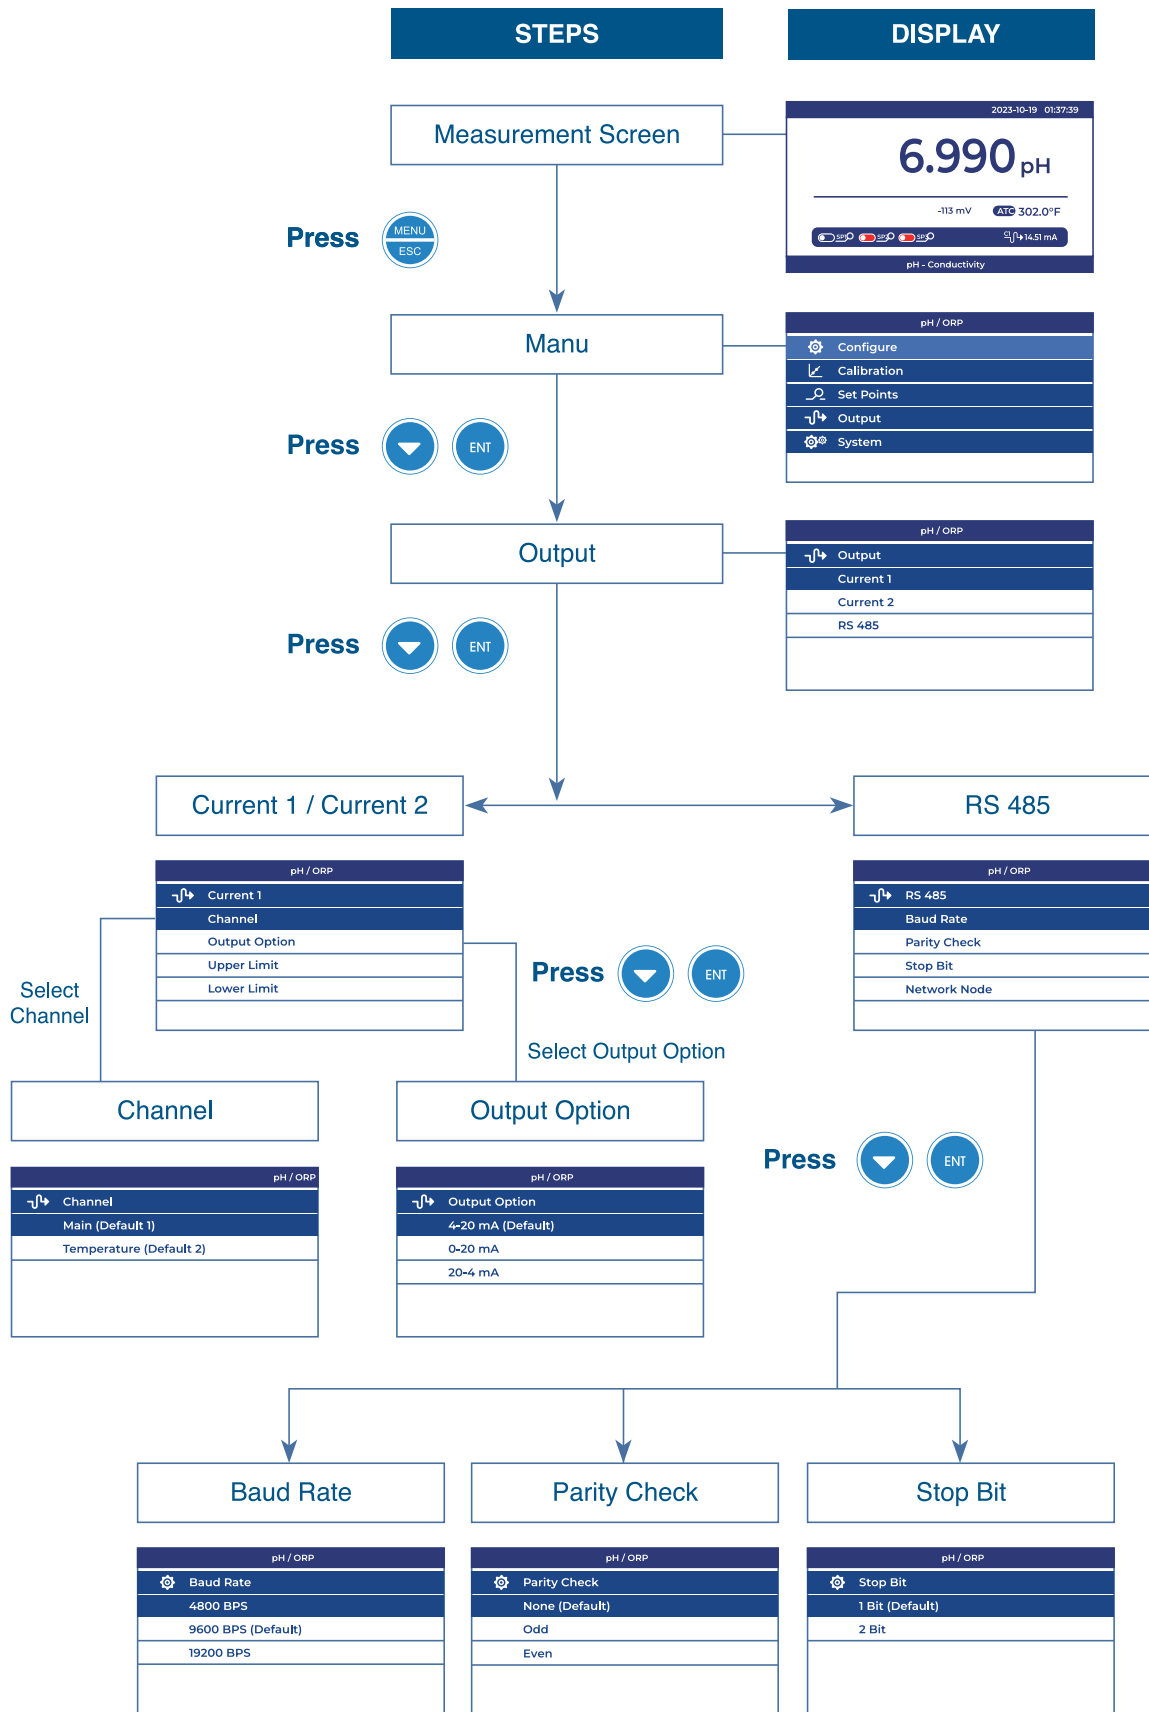 STEPS
DISPLAY
Measurement Screen
2023-10-19 01:37:39
6.990 pH
-113 mV ATC 302.0°F
SP1 SP2 SP3 C1 14.51 mA
pH - Conductivity
Press MENU ESC
Manu
pH / ORP
Configure
Calibration
Set Points
Output
System
Press ENT
Output
pH / ORP
Output
Current 1
Current 2
RS 485
Press ENT
Current 1 / Current 2
RS 485
pH / ORP
Current 1
Channel
Output Option
Upper Limit
Lower Limit
pH / ORP
RS 485
Baud Rate
Parity Check
Stop Bit
Network Node
Select
Channel
Press ENT
Select Output Option
Channel
Output Option
Press ENT
pH / ORP
Channel
Main (Default 1)
Temperature (Default 2)
pH / ORP
Output Option
4-20 mA (Default)
0-20 mA
20-4 mA
Baud Rate
Parity Check
Stop Bit
pH / ORP
Baud Rate
4800 BPS
9600 BPS (Default)
19200 BPS
pH / ORP
Parity Check
None (Default)
Odd
Even
pH / ORP
Stop Bit
1 Bit (Default)
2 Bit